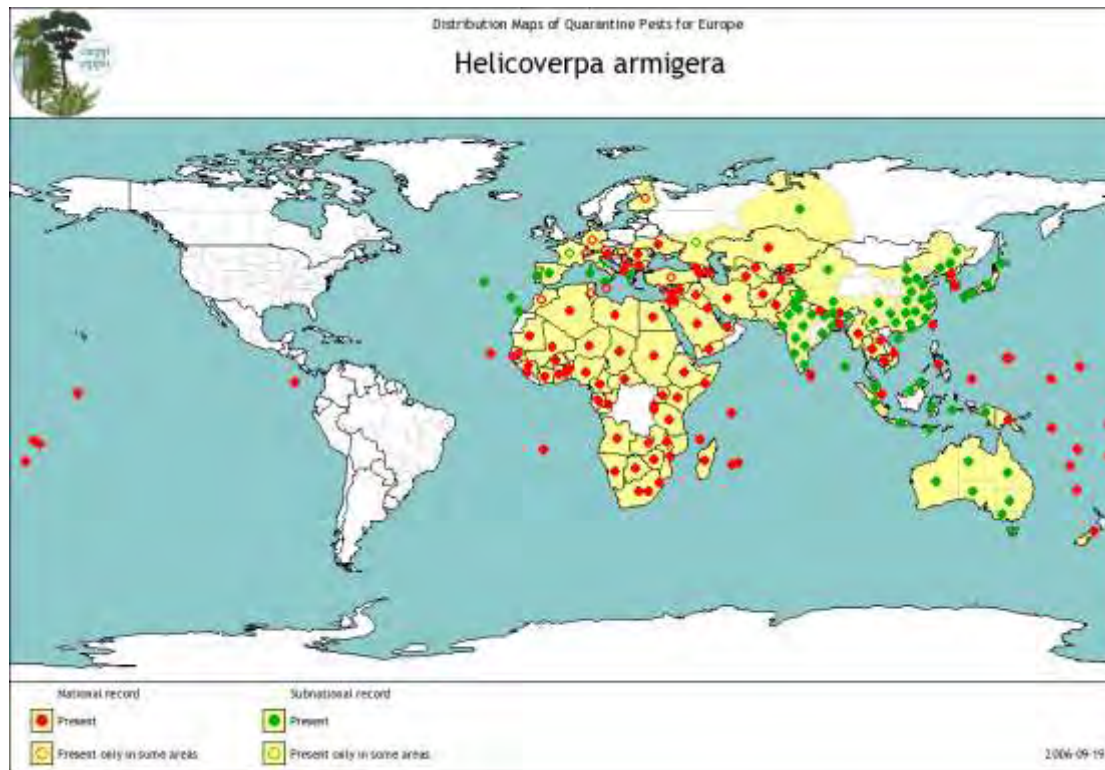 Distribution Maps of Quarantine Pests for Europe
Helicoverpa armigera
National record
Subnational record
Present
Present
Present only in some areas
Present only in some areas
2006-09-19